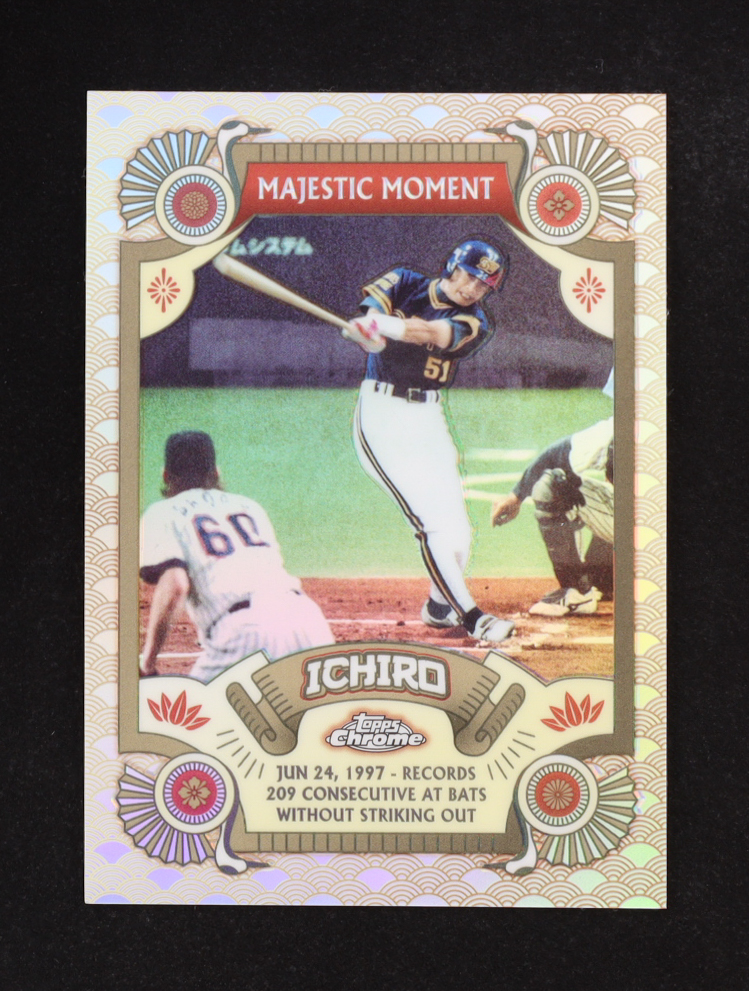 MAJESTIC MOMENT
ムシステム
51
60
ICHIRO
topps
Chrome
JUN 24, 1997 - RECORDS
209 CONSECUTIVE AT BATS
WITHOUT STRIKING OUT